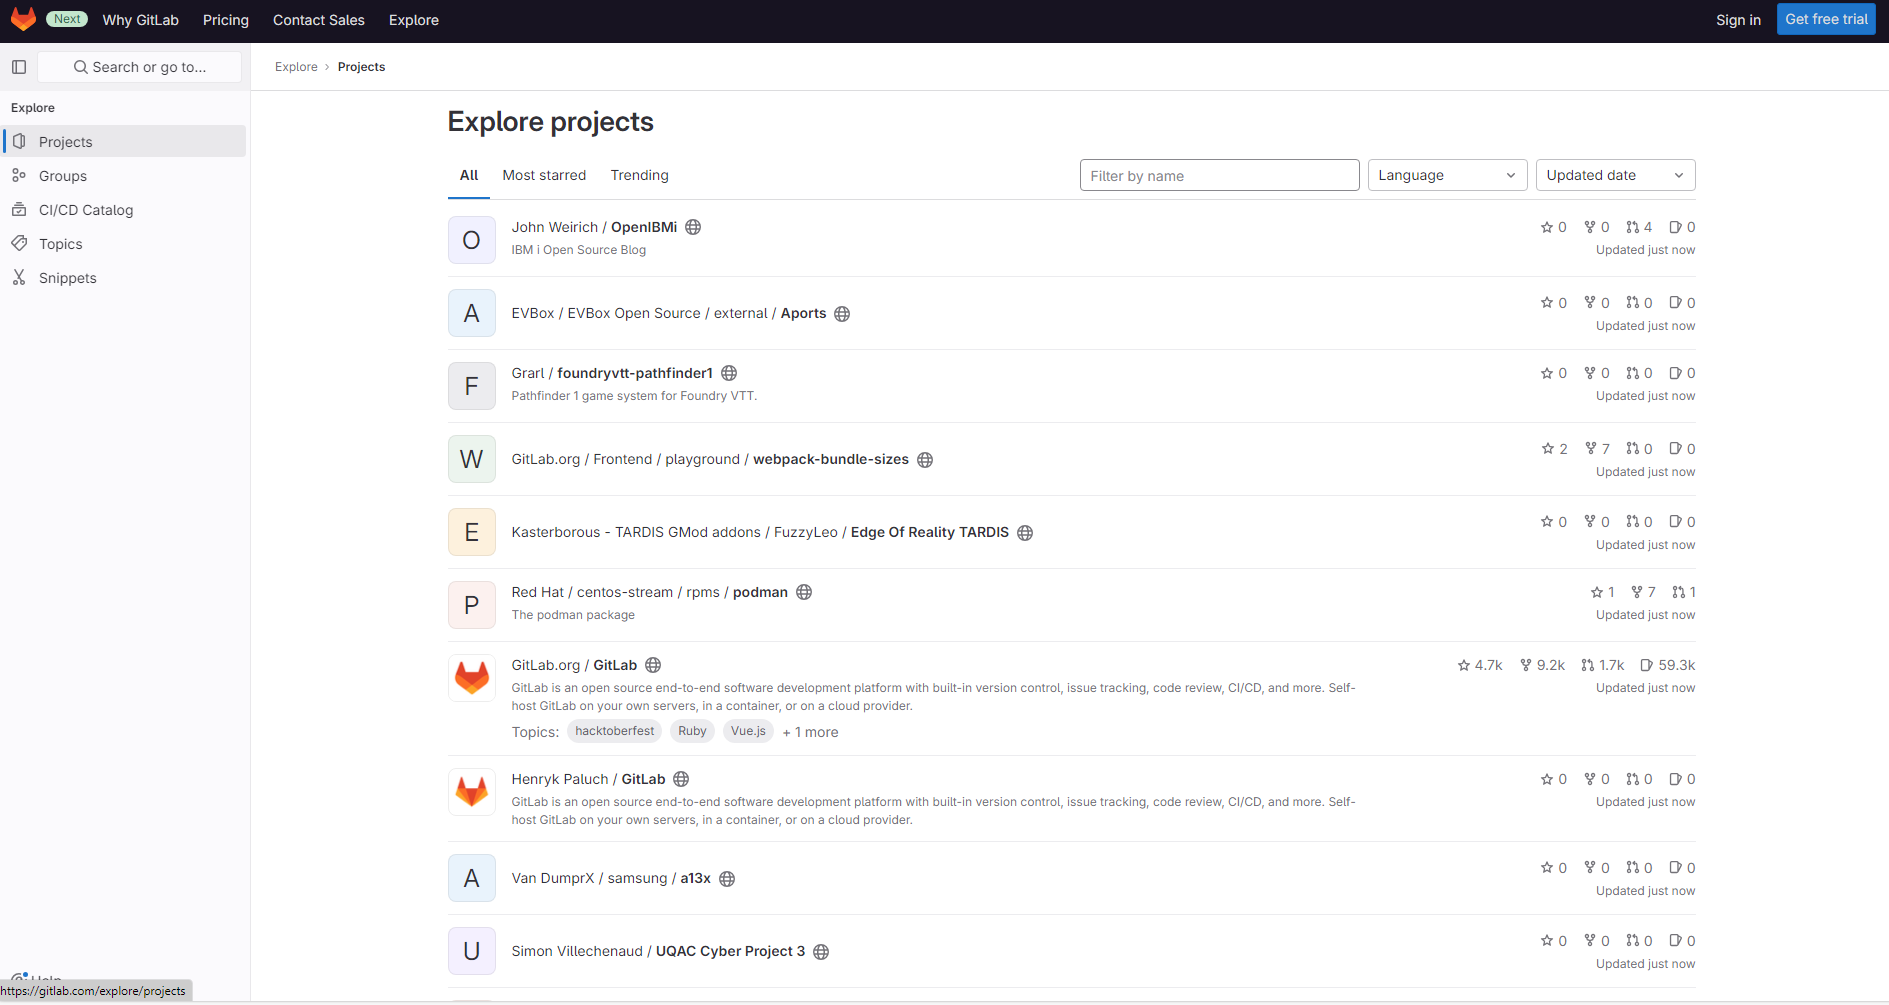 Next Why GitLab Pricing Contact Sales Explore Sign in Get free trial
Search or go to... Explore › Projects
Explore
Projects
Groups
CI/CD Catalog
Topics
Snippets
Help
https://gitlab.com/explore/projects
Explore projects
All Most starred Trending Filter by name Language Updated date
O John Weirich / OpenIBMi 0 0 4 0
IBM i Open Source Blog Updated just now
A EVBox / EVBox Open Source / external / Aports 0 0 0 0
Updated just now
F Grarl / foundryvtt-pathfinder1 0 0 0 0
Pathfinder 1 game system for Foundry VTT. Updated just now
W GitLab.org / Frontend / playground / webpack-bundle-sizes 2 7 0 0
Updated just now
E Kasterborous - TARDIS GMod addons / FuzzyLeo / Edge Of Reality TARDIS 0 0 0 0
Updated just now
P Red Hat / centos-stream / rpms / podman 1 7 1
The podman package Updated just now
GitLab.org / GitLab 4.7k 9.2k 1.7k 59.3k
GitLab is an open source end-to-end software development platform with built-in version control, issue tracking, code review, CI/CD, and more. Self- Updated just now
host GitLab on your own servers, in a container, or on a cloud provider.
Topics: hacktoberfest Ruby Vue.js + 1 more
Henryk Paluch / GitLab 0 0 0 0
GitLab is an open source end-to-end software development platform with built-in version control, issue tracking, code review, CI/CD, and more. Self- Updated just now
host GitLab on your own servers, in a container, or on a cloud provider.
A Van DumprX / samsung / a13x 0 0 0 0
Updated just now
U Simon Villechenaud / UQAC Cyber Project 3 0 0 0 0
Updated just now